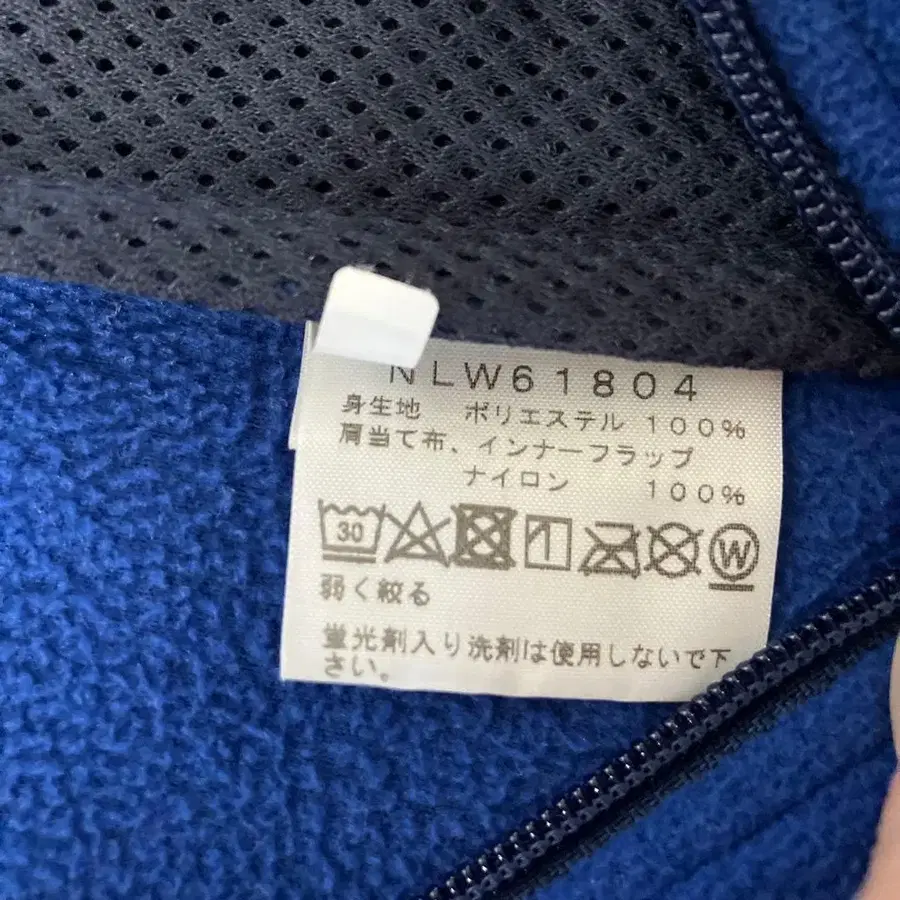 NLW61804
身生地 ポリエステル 100%
肩当て布、インナーフラップ
ナイロン 100%
30 W
弱く絞る
蛍光剤入り洗剤は使用しないで下
さい。